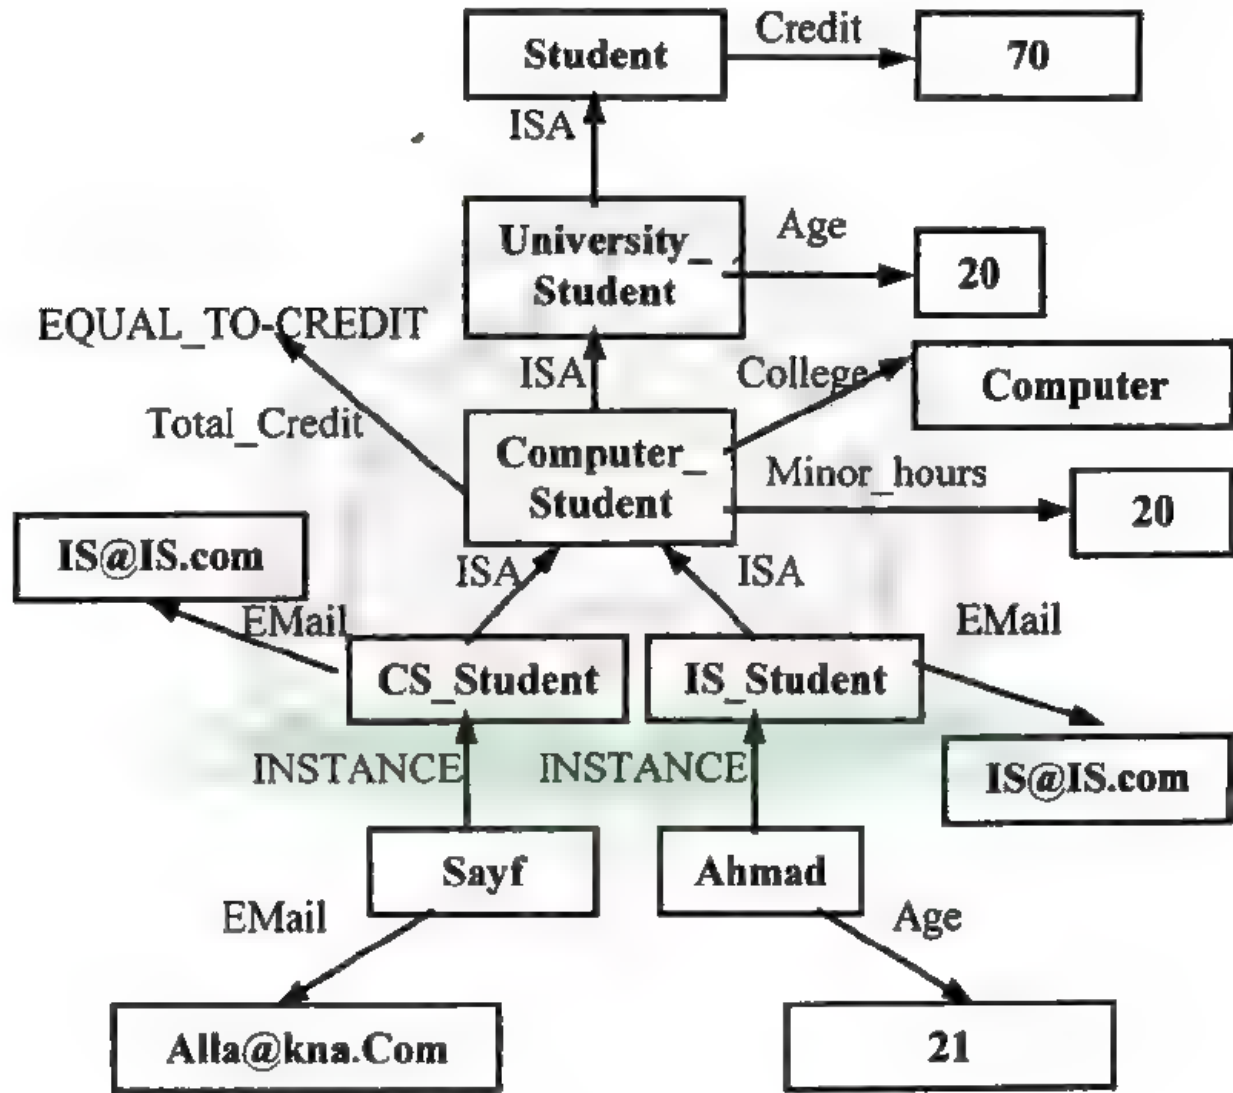 Credit
Student
70
ISA
University_
Student
Age
20
EQUAL_TO-CREDIT
ISA
College
Computer
Total_Credit
Computer_
Student
Minor_hours
20
IS@IS.com
ISA
ISA
EMail
EMail
CS_Student
IS_Student
INSTANCE
INSTANCE
IS@IS.com
Sayf
Ahmad
EMail
Age
Alla@kna.Com
21